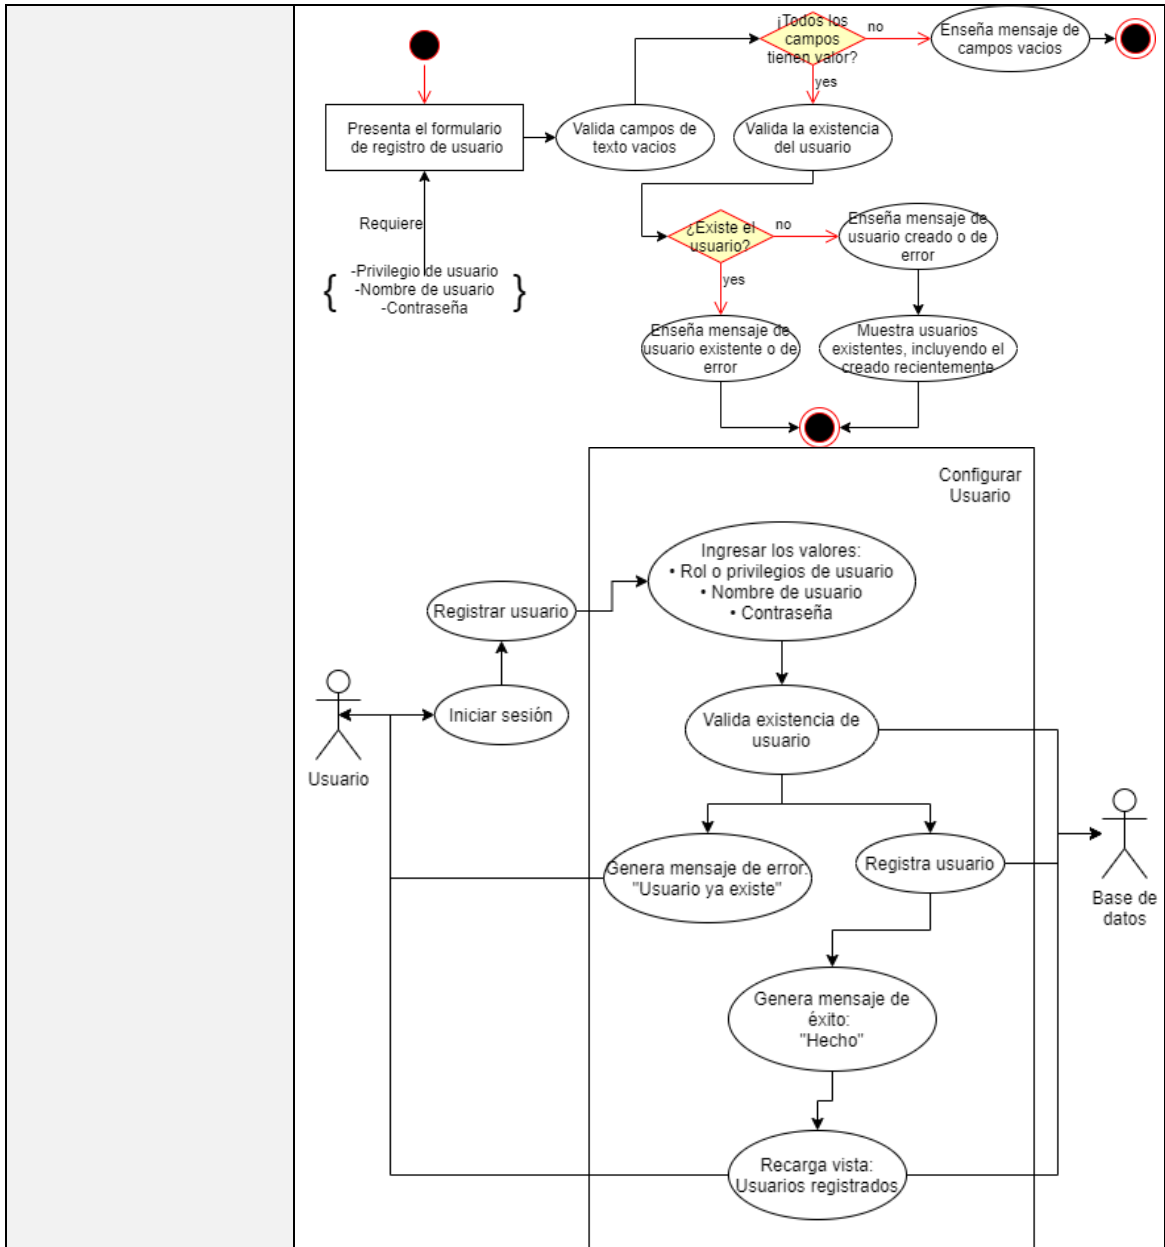 ¡Todos los
campos
tienen valor?
no
Enseña mensaje de
campos vacios
yes
Presenta el formulario
de registro de usuario
Valida campos de
texto vacios
Valida la existencia
del usuario
Requiere
-Privilegio de usuario
-Nombre de usuario
-Contraseña
¿Existe el
usuario?
no
Enseña mensaje de
usuario creado o de
error
yes
Enseña mensaje de
usuario existente o de
error
Muestra usuarios
existentes, incluyendo el
creado recientemente
Configurar
Usuario
Ingresar los valores:
• Rol o privilegios de usuario
• Nombre de usuario
• Contraseña
Registrar usuario
Iniciar sesión
Valida existencia de
usuario
Usuario
Genera mensaje de error:
"Usuario ya existe"
Registra usuario
Base de
datos
Genera mensaje de
éxito:
"Hecho"
Recarga vista:
Usuarios registrados